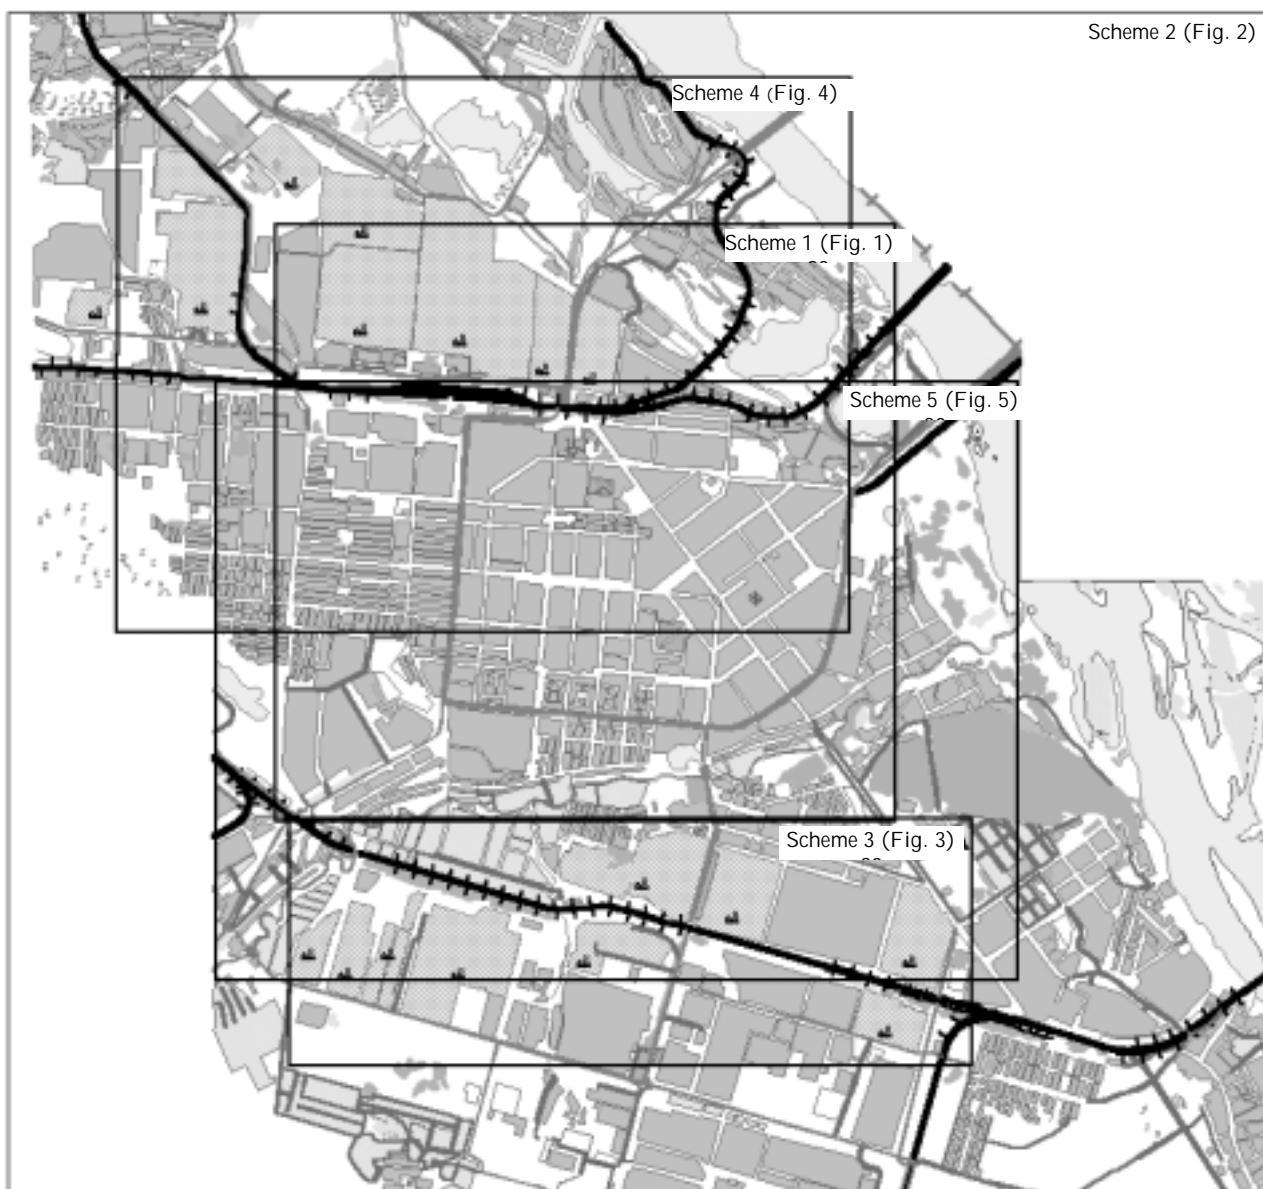 Scheme 2 (Fig. 2)
Scheme 4 (Fig. 4)
Scheme 1 (Fig. 1)
Scheme 5 (Fig. 5)
Scheme 3 (Fig. 3)